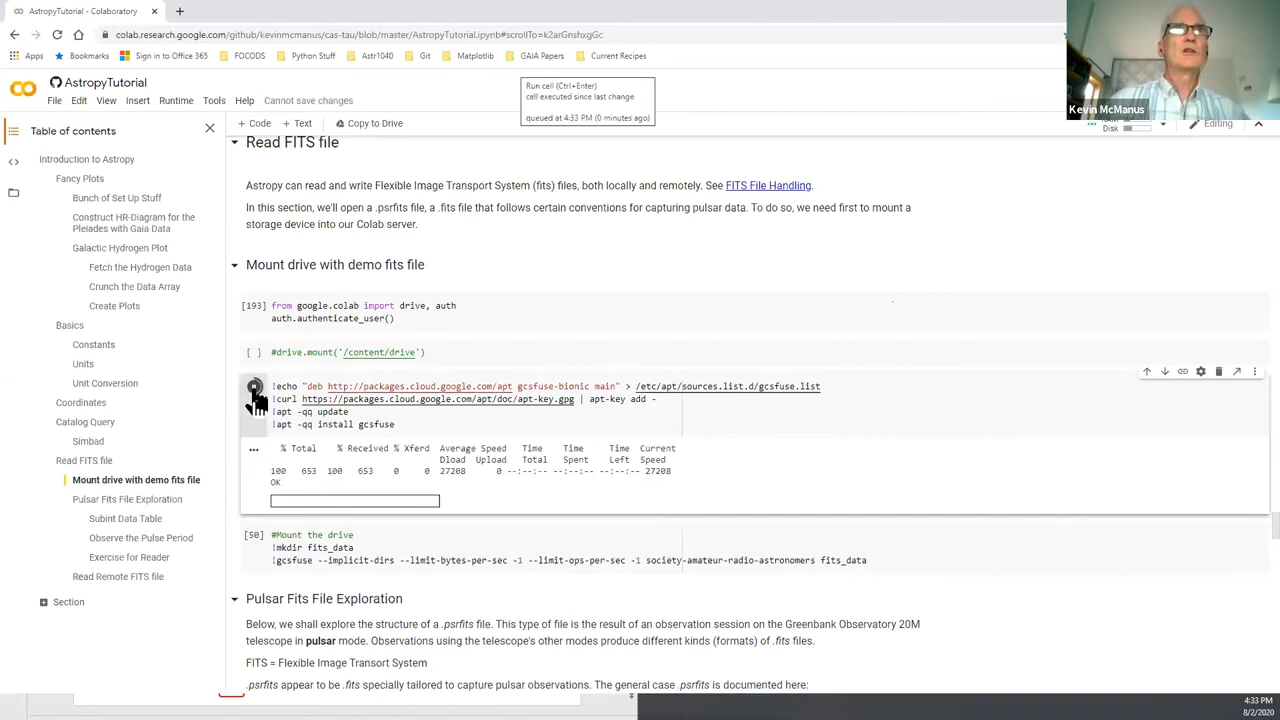 AstropyTutorial - Colaboratory
colab.research.google.com/github/kevinmcmanus/cas-tau/blob/master/AstropyTutorial.ipynb#scrollTo=k2arGnshxgGc
Apps Bookmarks Sign in to Office 365 FOCODS Python Stuff Astr1040 Git Matplotlib GAIA Papers Current Recipes
AstropyTutorial
File Edit View Insert Runtime Tools Help Cannot save changes
Run cell (Ctrl+Enter)
cell executed since last change
queued at 4:33 PM (0 minutes ago)
Kevin McManus
Disk
Editing
+ Code + Text Copy to Drive
Table of contents
Introduction to Astropy
Fancy Plots
Bunch of Set Up Stuff
Construct HR-Diagram for the
Pleiades with Gaia Data
Galactic Hydrogen Plot
Fetch the Hydrogen Data
Crunch the Data Array
Create Plots
Basics
Constants
Units
Unit Conversion
Coordinates
Catalog Query
Simbad
Read FITS file
Mount drive with demo fits file
Pulsar Fits File Exploration
Subint Data Table
Observe the Pulse Period
Exercise for Reader
Read Remote FITS file
Section
Read FITS file
Astropy can read and write Flexible Image Transport System (fits) files, both locally and remotely. See FITS File Handling.
In this section, we'll open a .psrfits file, a .fits file that follows certain conventions for capturing pulsar data. To do so, we need first to mount a
storage device into our Colab server.
Mount drive with demo fits file
[193] from google.colab import drive, auth
auth.authenticate_user()
[ ] #drive.mount('/content/drive')
!echo "deb http://packages.cloud.google.com/apt gcsfuse-bionic main" > /etc/apt/sources.list.d/gcsfuse.list
!curl https://packages.cloud.google.com/apt/doc/apt-key.gpg | apt-key add -
!apt -qq update
!apt -qq install gcsfuse
% Total % Received % Xferd Average Speed Time Time Time Current
Dload Upload Total Spent Left Speed
100 653 100 653 0 0 27208 0 --:--:-- --:--:-- --:--:-- 27208
OK
[50] #Mount the drive
!mkdir fits_data
!gcsfuse --implicit-dirs --limit-bytes-per-sec -1 --limit-ops-per-sec -1 society-amateur-radio-astronomers fits_data
Pulsar Fits File Exploration
Below, we shall explore the structure of a .psrfits file. This type of file is the result of an observation session on the Greenbank Observatory 20M
telescope in pulsar mode. Observations using the telescope's other modes produce different kinds (formats) of .fits files.
FITS = Flexible Image Transort System
.psrfits appear to be .fits specially tailored to capture pulsar observations. The general case .psrfits is documented here:
4:33 PM
8/2/2020